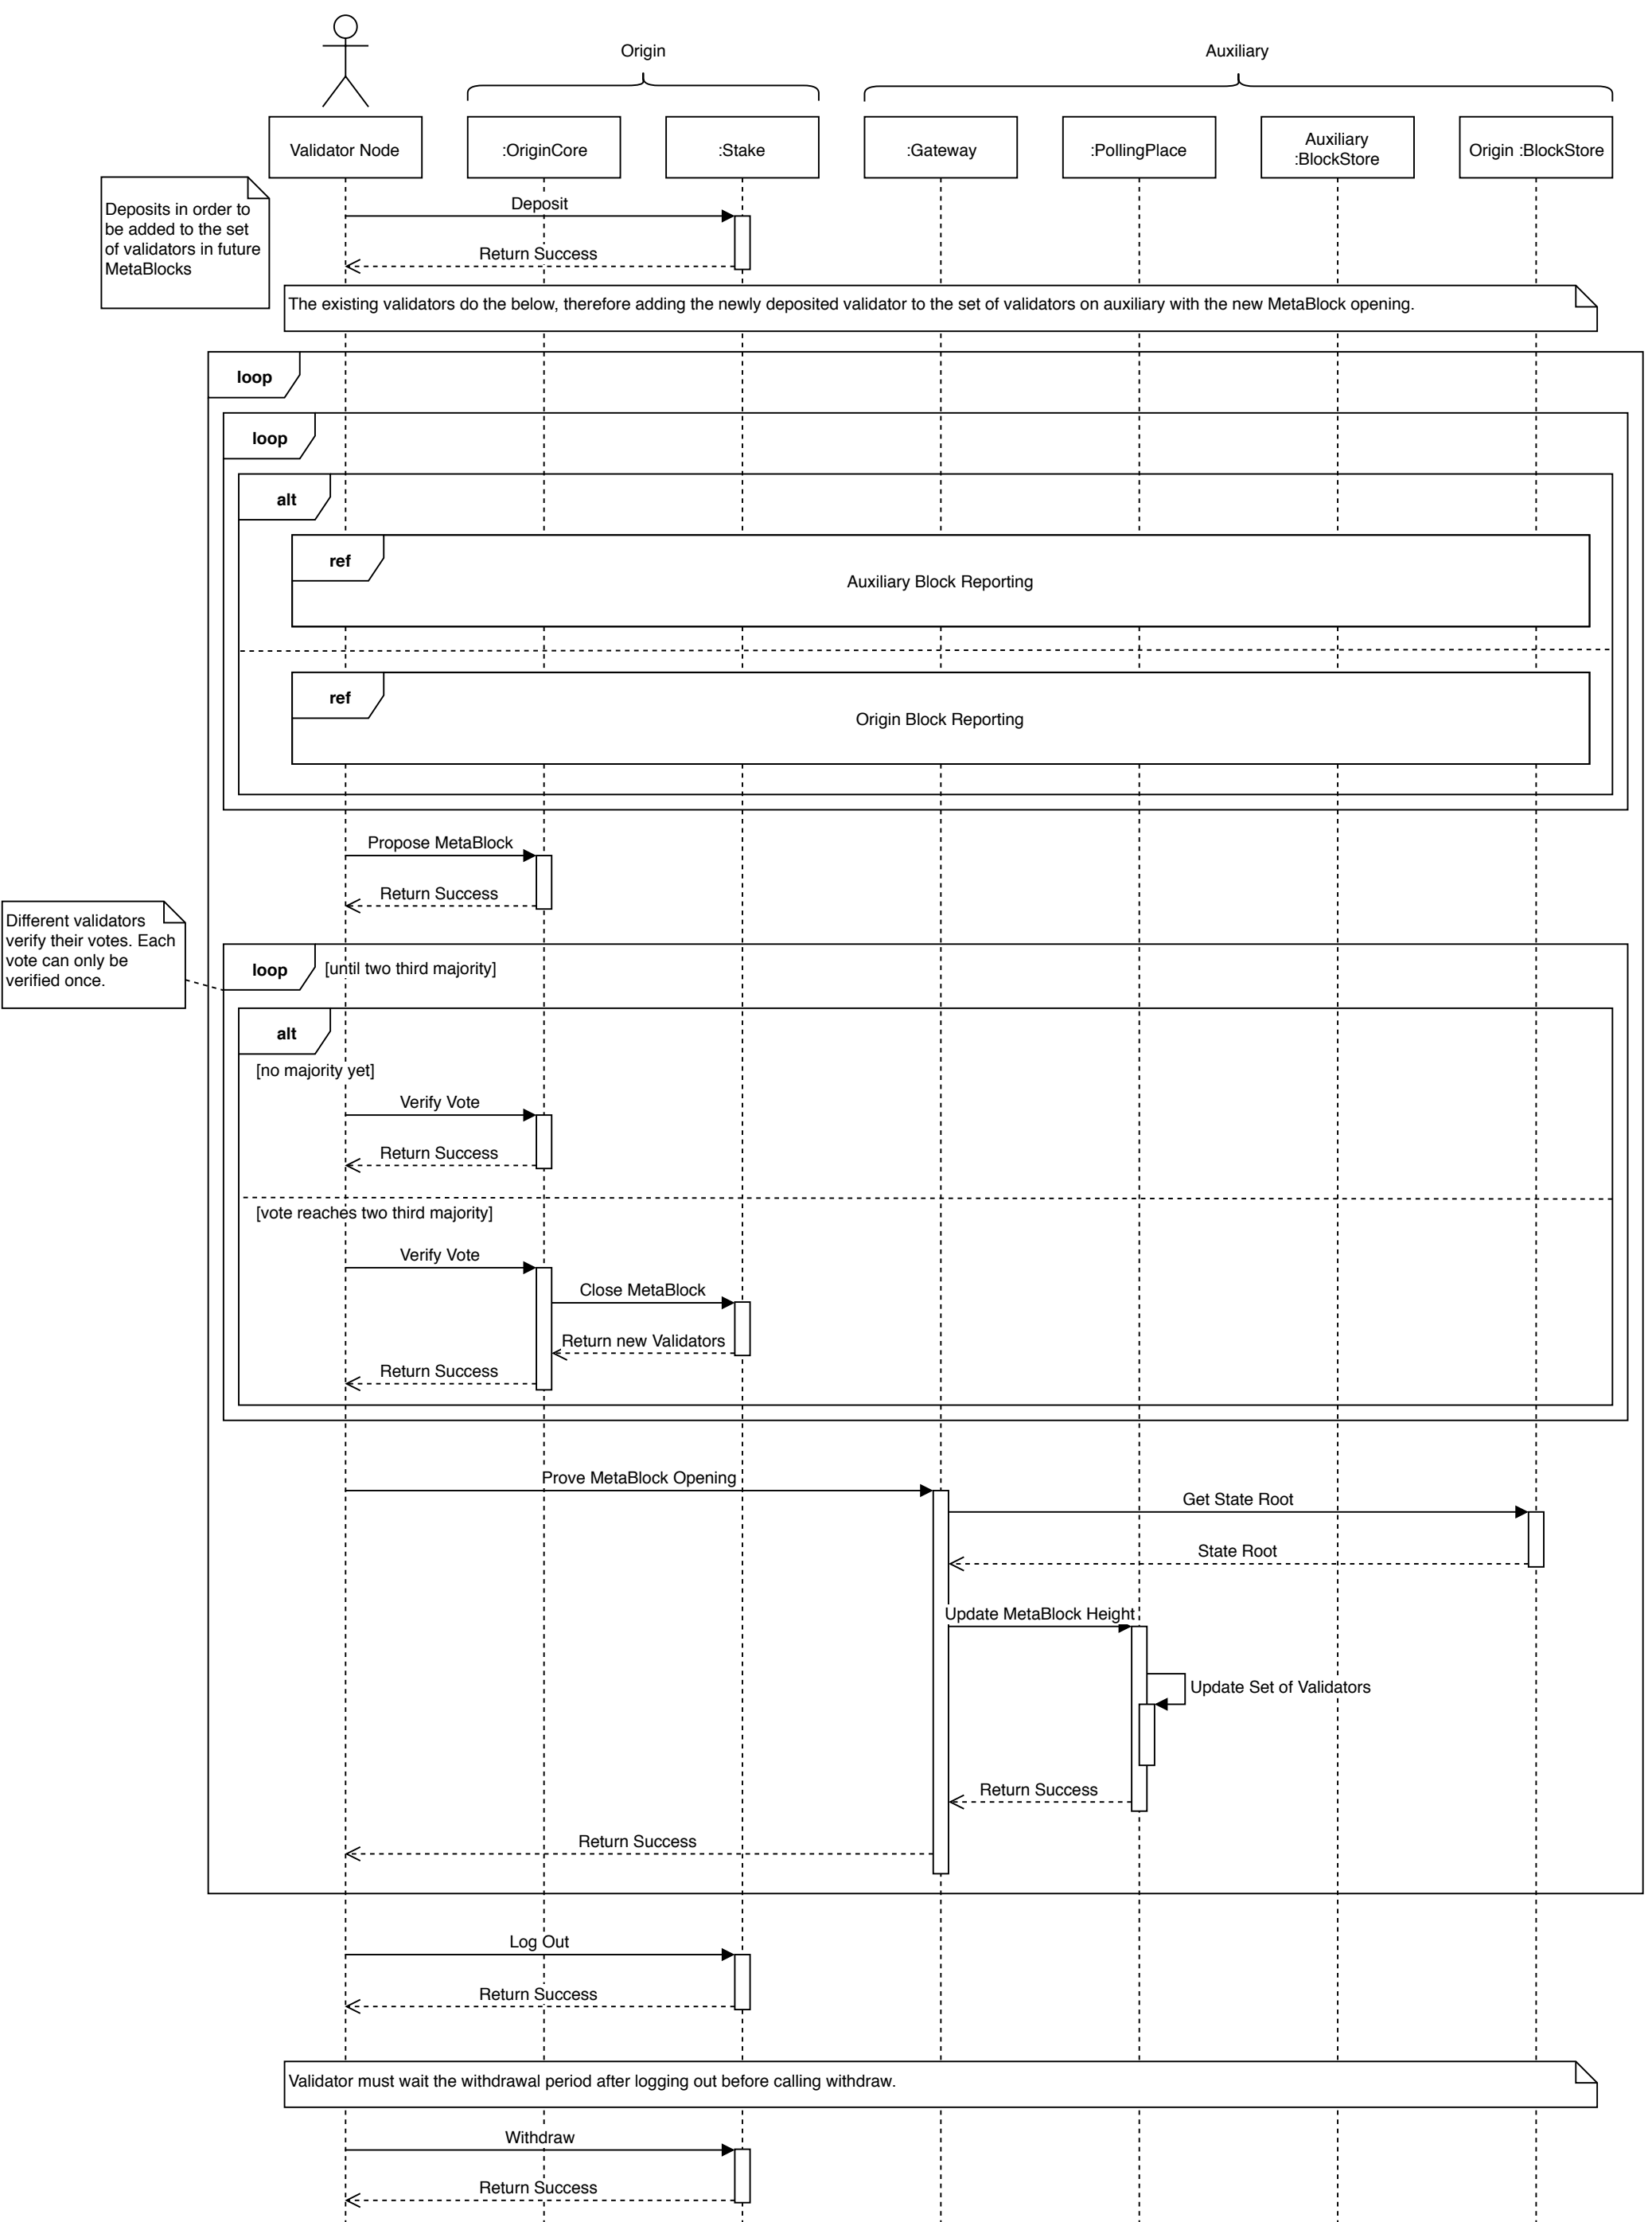 Origin
Auxiliary
Validator Node
:OriginCore
:Stake
:Gateway
:PollingPlace
Auxiliary
:BlockStore
Origin :BlockStore
Deposits in order to
be added to the set
of validators in future
MetaBlocks
Deposit
Return Success
The existing validators do the below, therefore adding the newly deposited validator to the set of validators on auxiliary with the new MetaBlock opening.
loop
loop
alt
ref
Auxiliary Block Reporting
ref
Origin Block Reporting
Propose MetaBlock
Return Success
Different validators
verify their votes. Each
vote can only be
verified once.
loop
[until two third majority]
alt
[no majority yet]
Verify Vote
Return Success
[vote reaches two third majority]
Verify Vote
Close MetaBlock
Return new Validators
Return Success
Prove MetaBlock Opening
Get State Root
State Root
Update MetaBlock Height
Update Set of Validators
Return Success
Return Success
Log Out
Return Success
Validator must wait the withdrawal period after logging out before calling withdraw.
Withdraw
Return Success